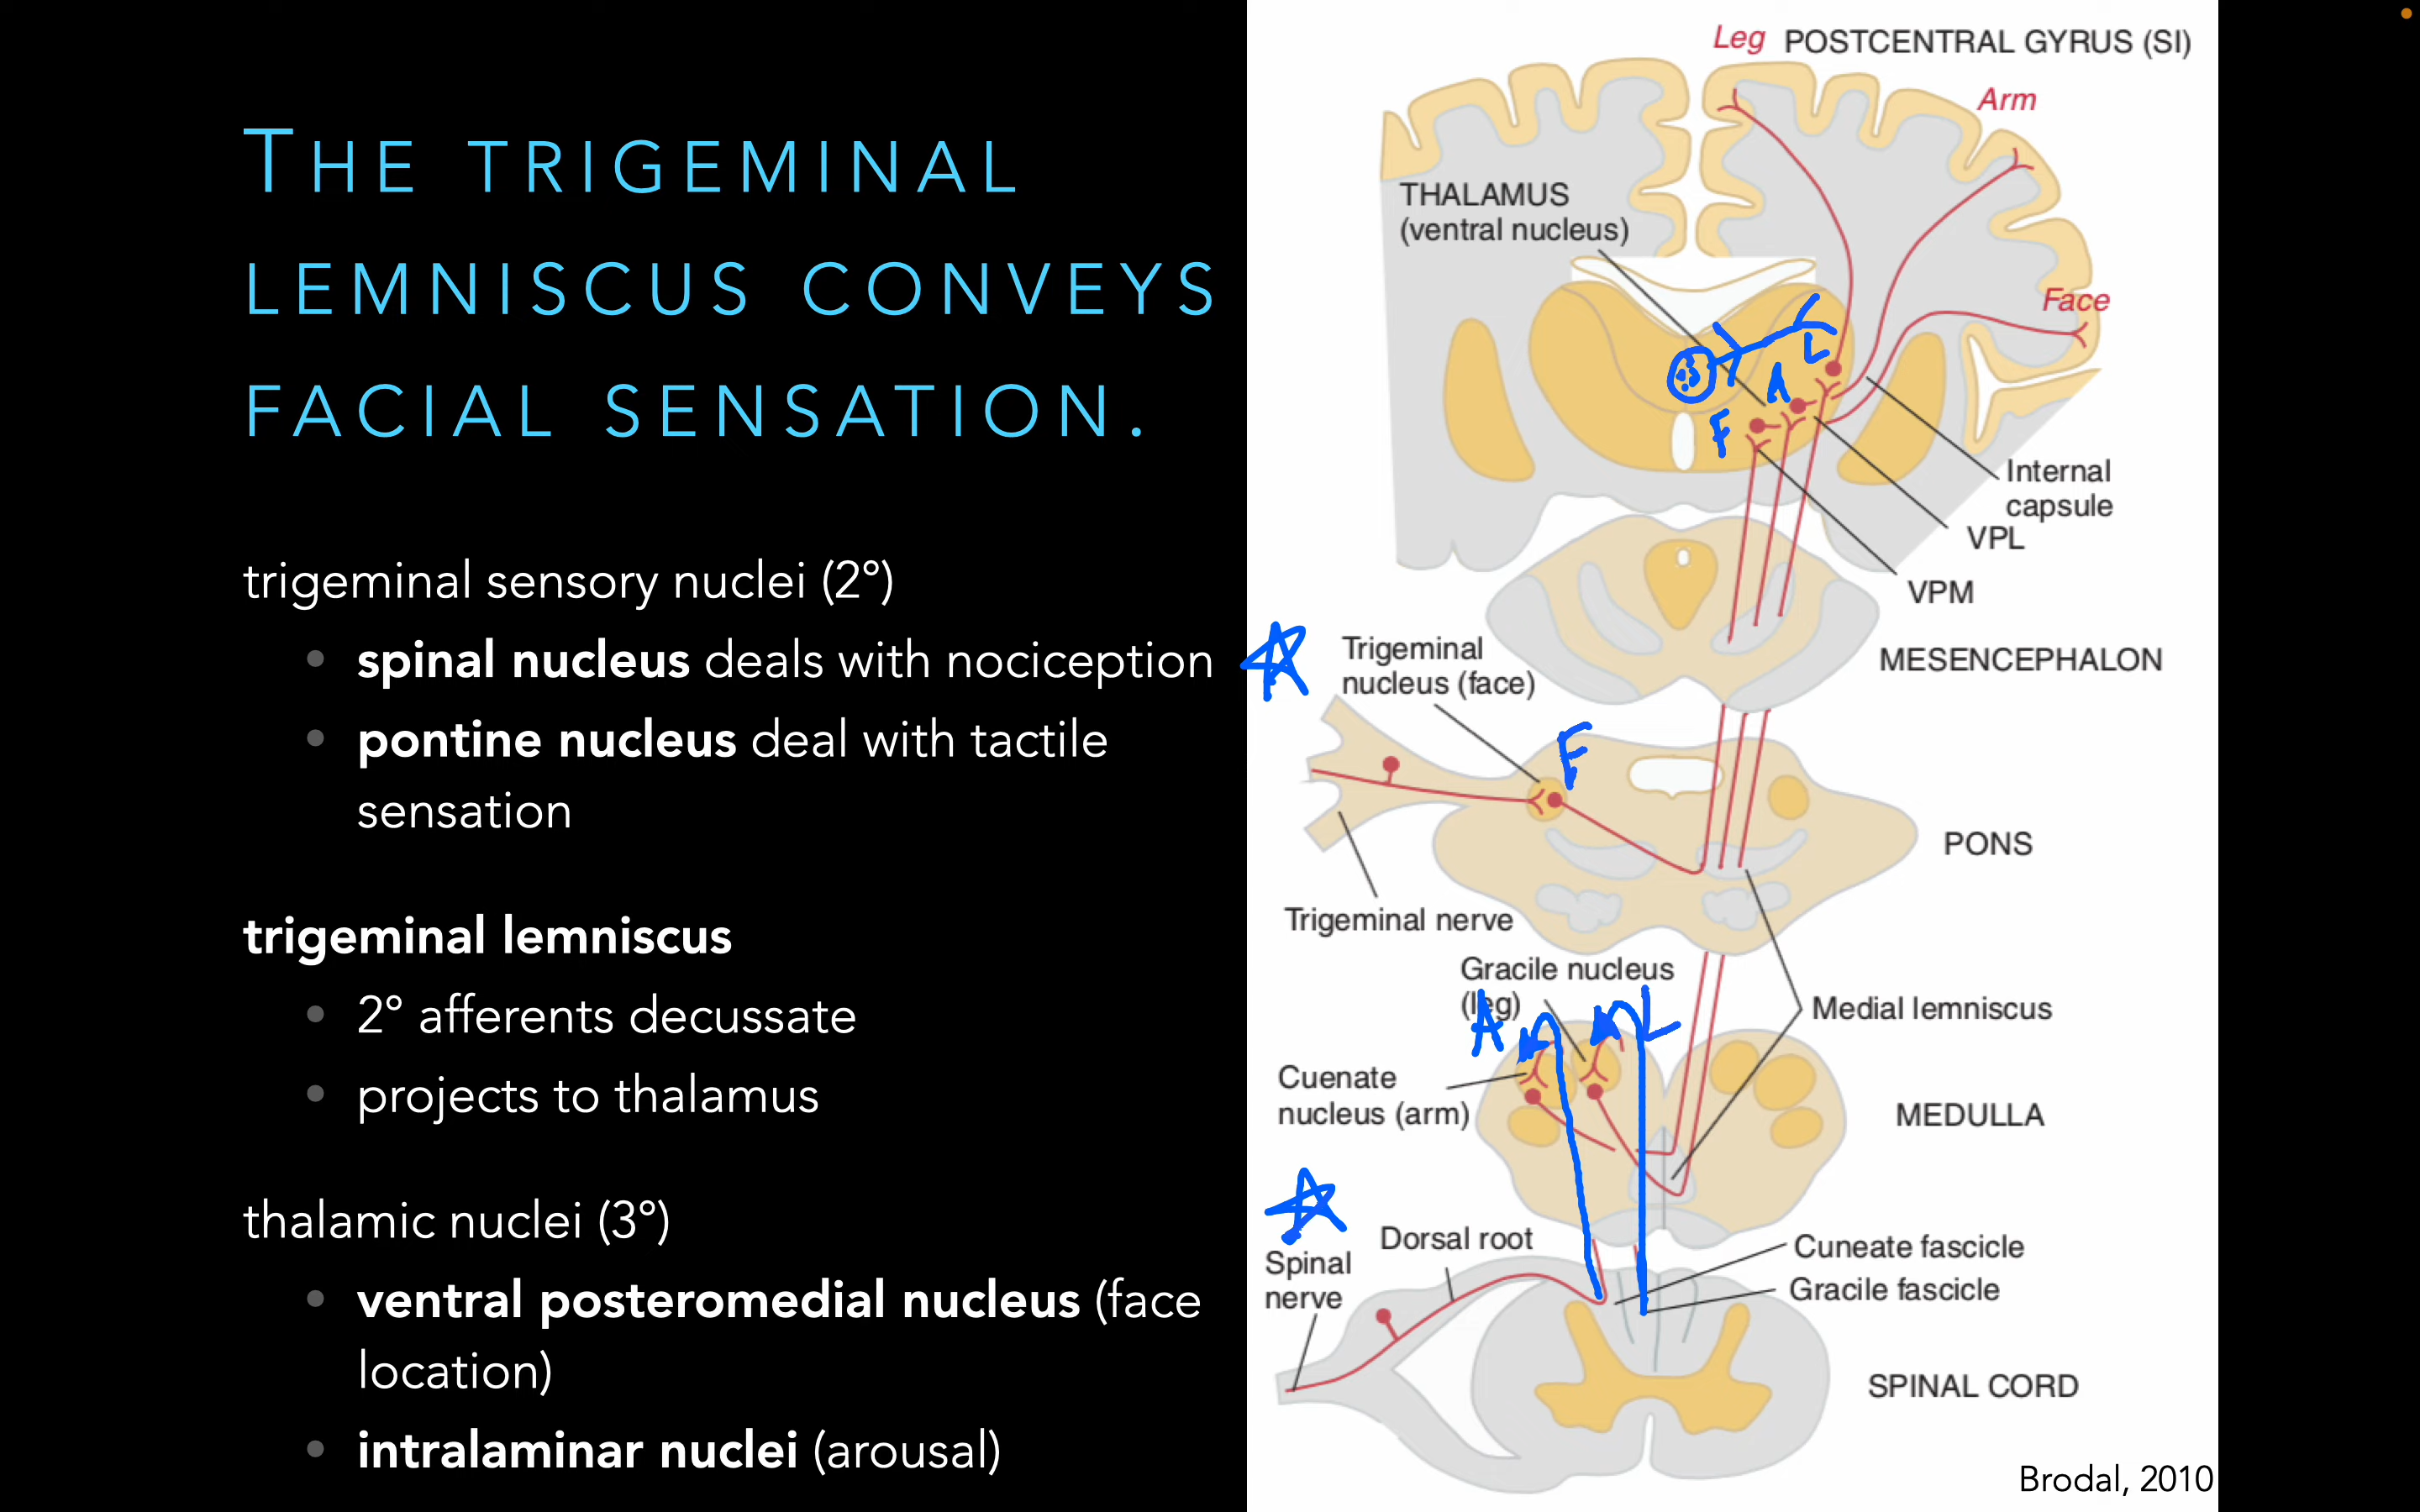 THE TRIGEMINAL
LEMNISCUS CONVEYS
FACIAL SENSATION.
trigeminal sensory nuclei (2°)
• spinal nucleus deals with nociception
• pontine nucleus deal with tactile
sensation
trigeminal lemniscus
• 2° afferents decussate
• projects to thalamus
thalamic nuclei (3°)
• ventral posteromedial nucleus (face
location)
• intralaminar nuclei (arousal)
Leg POSTCENTRAL GYRUS (SI)
Arm
THALAMUS
(ventral nucleus)
Face
L
A
F
Internal
capsule
VPL
VPM
MESENCEPHALON
Trigeminal
nucleus (face)
F
PONS
Trigeminal nerve
Gracile nucleus
(leg)
A
L
Medial lemniscus
Cuenate
nucleus (arm)
MEDULLA
Dorsal root
Spinal
nerve
Cuneate fascicle
Gracile fascicle
SPINAL CORD
Brodal, 2010